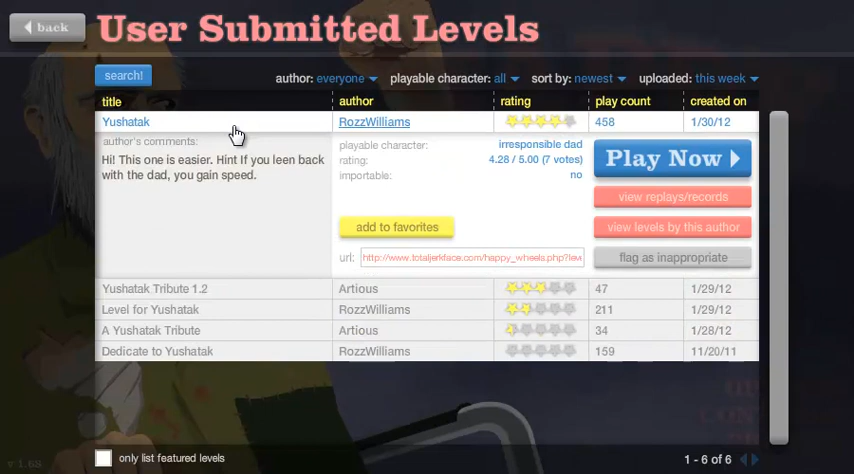 back
User Submitted Levels
search!
author: everyone playable character: all sort by: newest uploaded: this week
title author rating play count created on
Yushatak RozzWilliams 458 1/30/12
author's comments:
Hi! This one is easier. Hint If you leen back
with the dad, you gain speed.
playable character: irresponsible dad
rating: 4.28 / 5.00 (7 votes)
importable: no
add to favorites
url: http://www.totaljerkface.com/happy_wheels.php?lev
Play Now
view replays/records
view levels by this author
flag as inappropriate
Yushatak Tribute 1.2 Artious 47 1/29/12
Level for Yushatak RozzWilliams 211 1/29/12
A Yushatak Tribute Artious 34 1/28/12
Dedicate to Yushatak RozzWilliams 159 11/20/11
only list featured levels
1 - 6 of 6